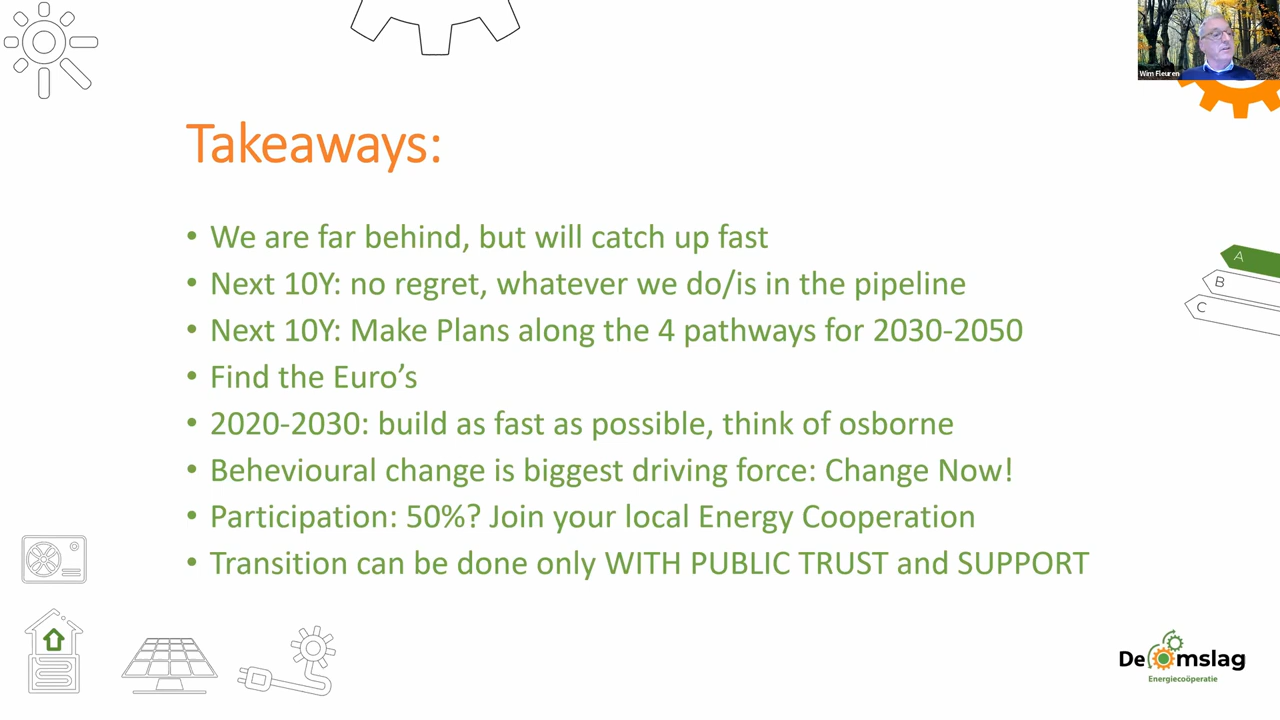 Wim Fleuren
Takeaways:
• We are far behind, but will catch up fast
• Next 10Y: no regret, whatever we do/is in the pipeline
• Next 10Y: Make Plans along the 4 pathways for 2030-2050
• Find the Euro’s
• 2020-2030: build as fast as possible, think of osborne
• Behevioural change is biggest driving force: Change Now!
• Participation: 50%? Join your local Energy Cooperation
• Transition can be done only WITH PUBLIC TRUST and SUPPORT
A
B
C
De Omslag
Energiecoöperatie